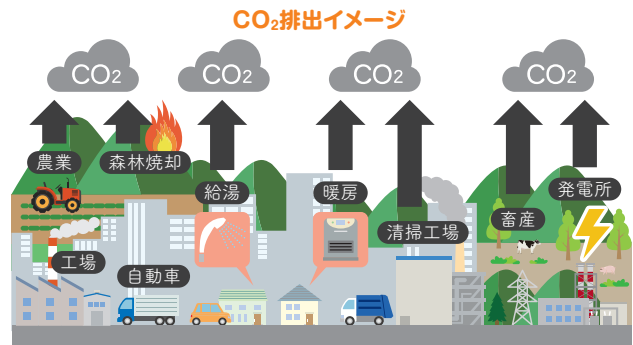 CO₂排出イメージ
CO₂
CO₂
CO₂
CO₂
農業
森林焼却
給湯
暖房
清掃工場
畜産
発電所
工場
自動車